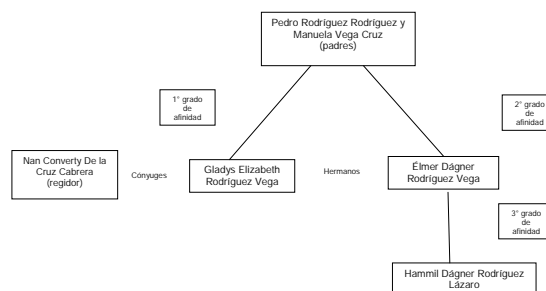 Pedro Rodríguez Rodríguez y
Manuela Vega Cruz
(padres)
1° grado
de
afinidad
2° grado
de
afinidad
Nan Converty De la
Cruz Cabrera
(regidor)
Cónyuges
Gladys Elizabeth
Rodríguez Vega
Hermanos
Élmer Dágner
Rodríguez Vega
3° grado
de
afinidad
Hammil Dágner Rodríguez
Lázaro